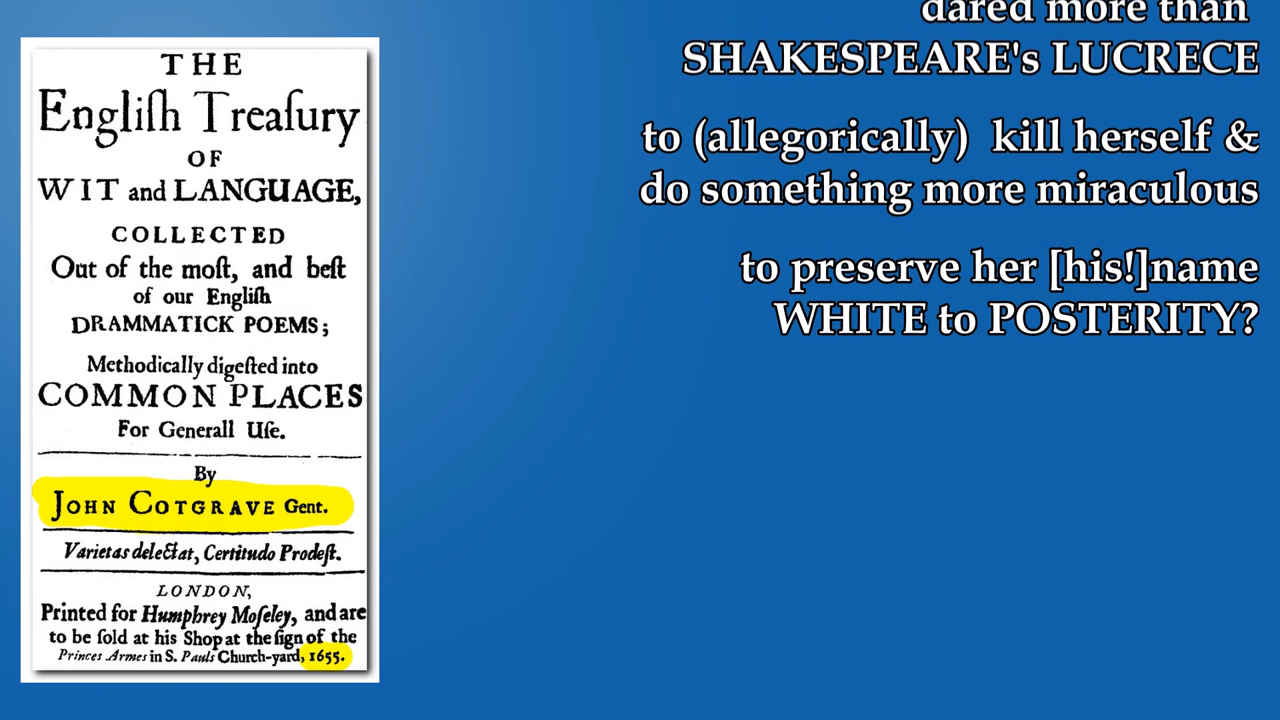 THE
Engliſh Treaſury
OF
WIT and LANGUAGE,
COLLECTED
Out of the moſt, and beſt
of our Engliſh
DRAMMATICK POEMS;
Methodically digeſted into
COMMON PLACES
For Generall Uſe.
By
JOHN COTGRAVE Gent.
Varietas delectat, Certitudo Prodeſt.
LONDON,
Printed for Humphrey Moſeley, and are
to be ſold at his Shop at the ſign of the
Princes Armes in S. Pauls Church-yard, 1655.
dared more than
SHAKESPEARE's LUCRECE
to (allegorically) kill herself &
do something more miraculous
to preserve her [his!]name
WHITE to POSTERITY?